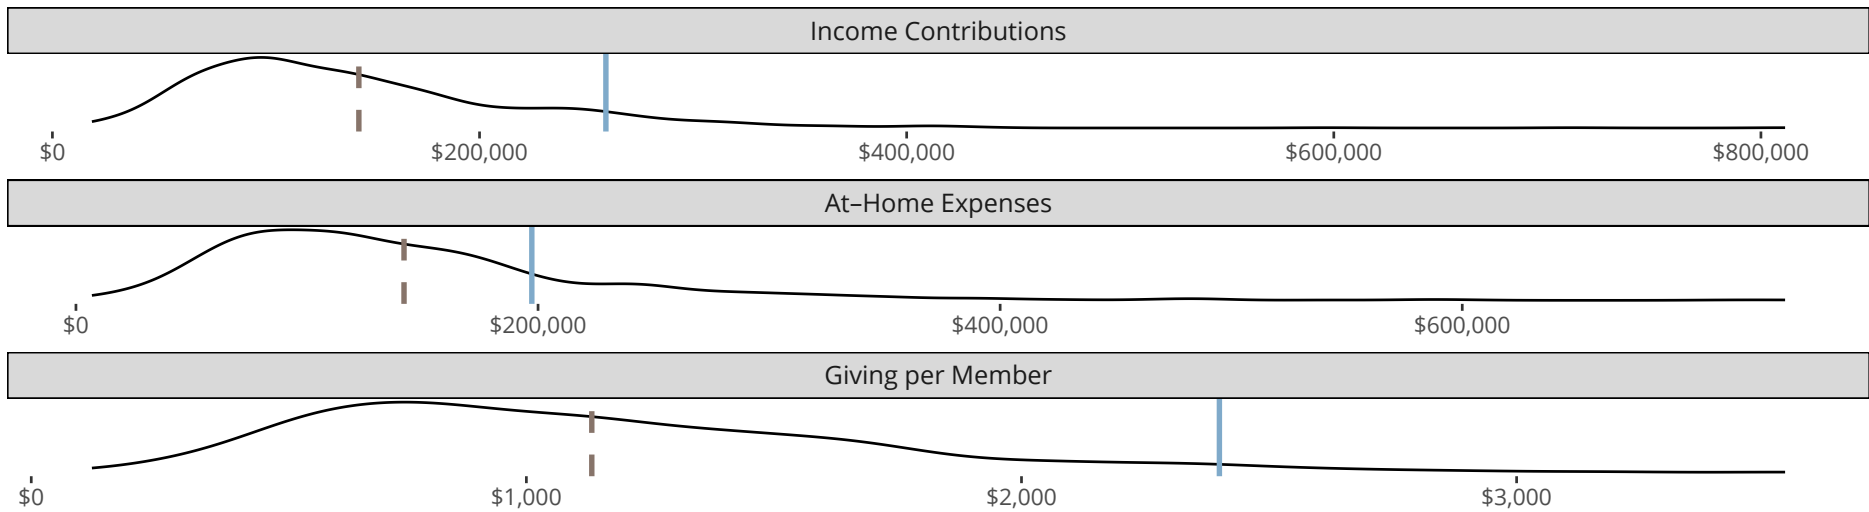 Income Contributions
$0 $200,000 $400,000 $600,000 $800,000
At–Home Expenses
$0 $200,000 $400,000 $600,000
Giving per Member
$0 $1,000 $2,000 $3,000